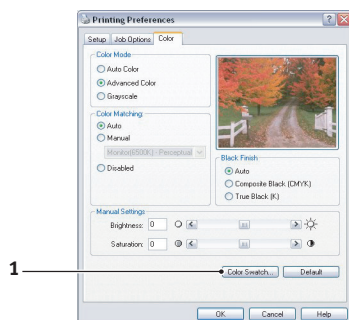 Printing Preferences
Setup Job Options Color
Color Mode
Auto Color
Advanced Color
Grayscale
Color Matching:
Auto
Manual
Monitor(6500K) - Perceptual
Disabled
Black Finish
Auto
Composite Black (CMYK)
True Black (K)
Manual Settings
Brightness: 0
Saturation: 0
1
Color Swatch... Default
OK Cancel Help